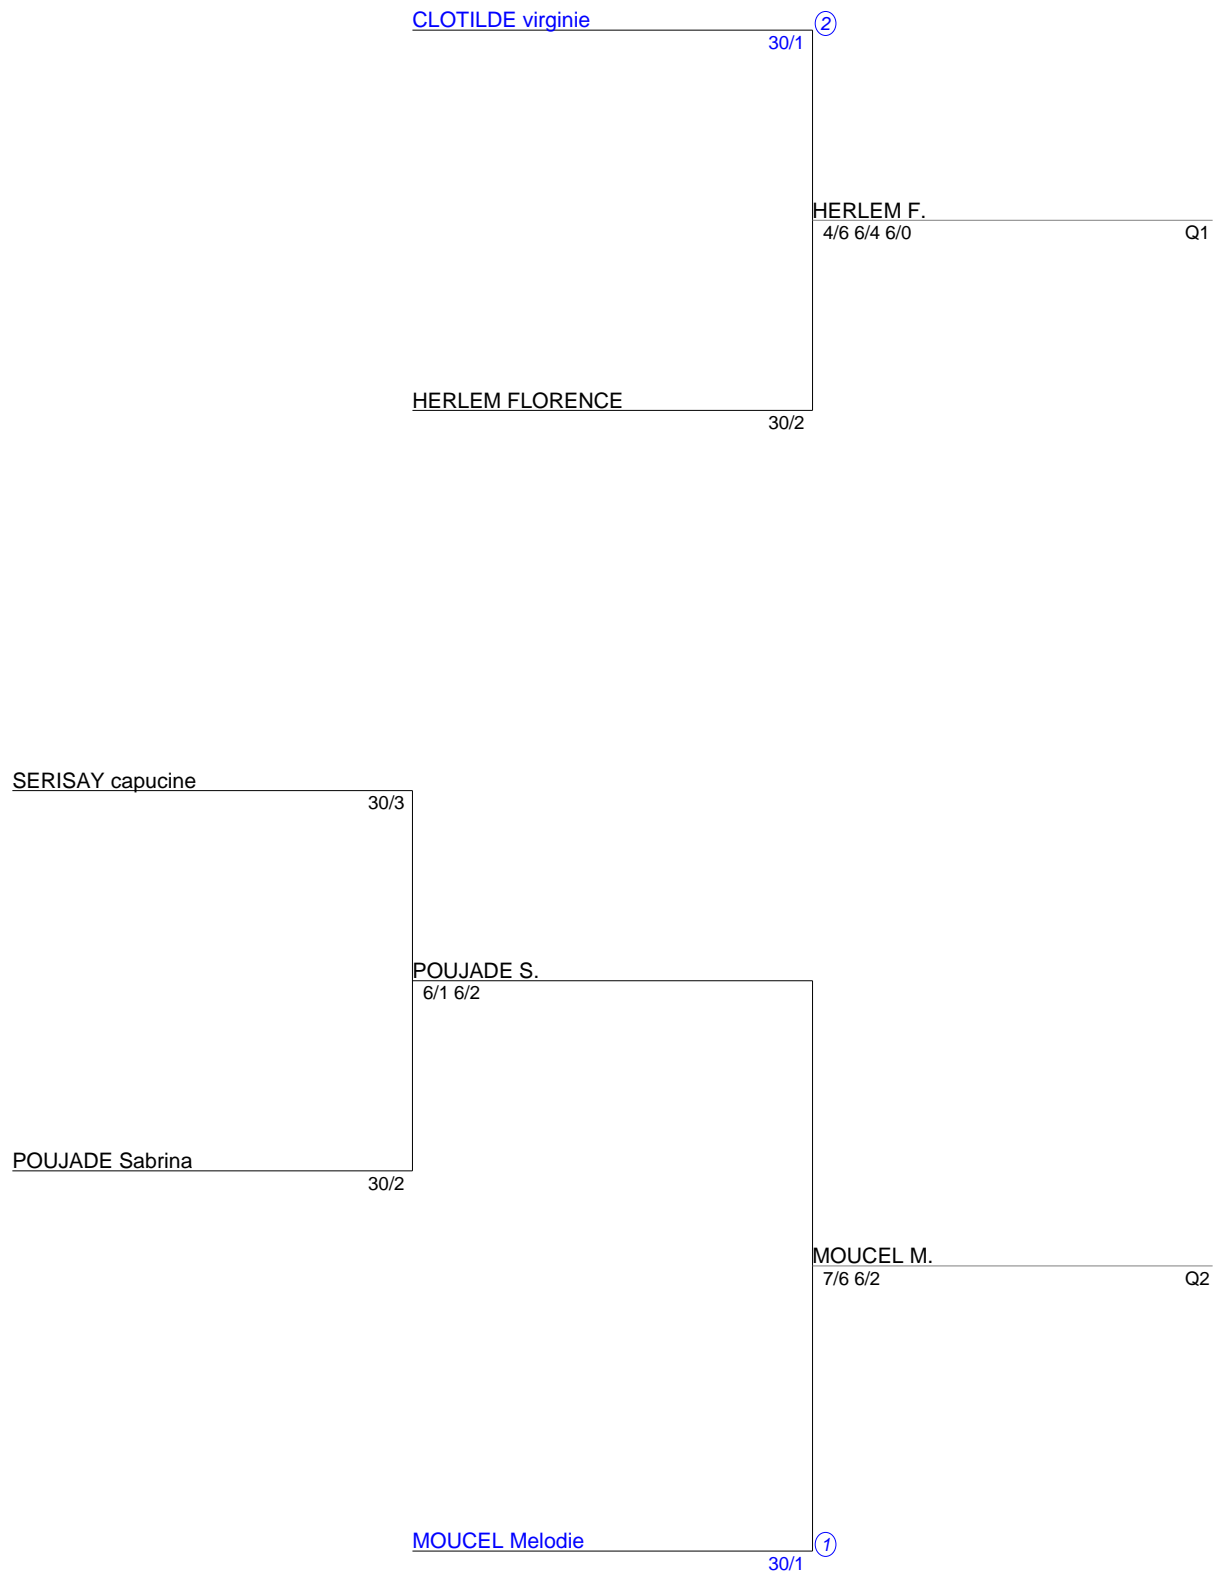 CLOTILDE virginie
2
30/1
HERLEM F.
4/6 6/4 6/0
Q1
HERLEM FLORENCE
30/2
SERISAY capucine
30/3
POUJADE S.
6/1 6/2
POUJADE Sabrina
30/2
MOUCEL M.
7/6 6/2
Q2
MOUCEL Melodie
1
30/1